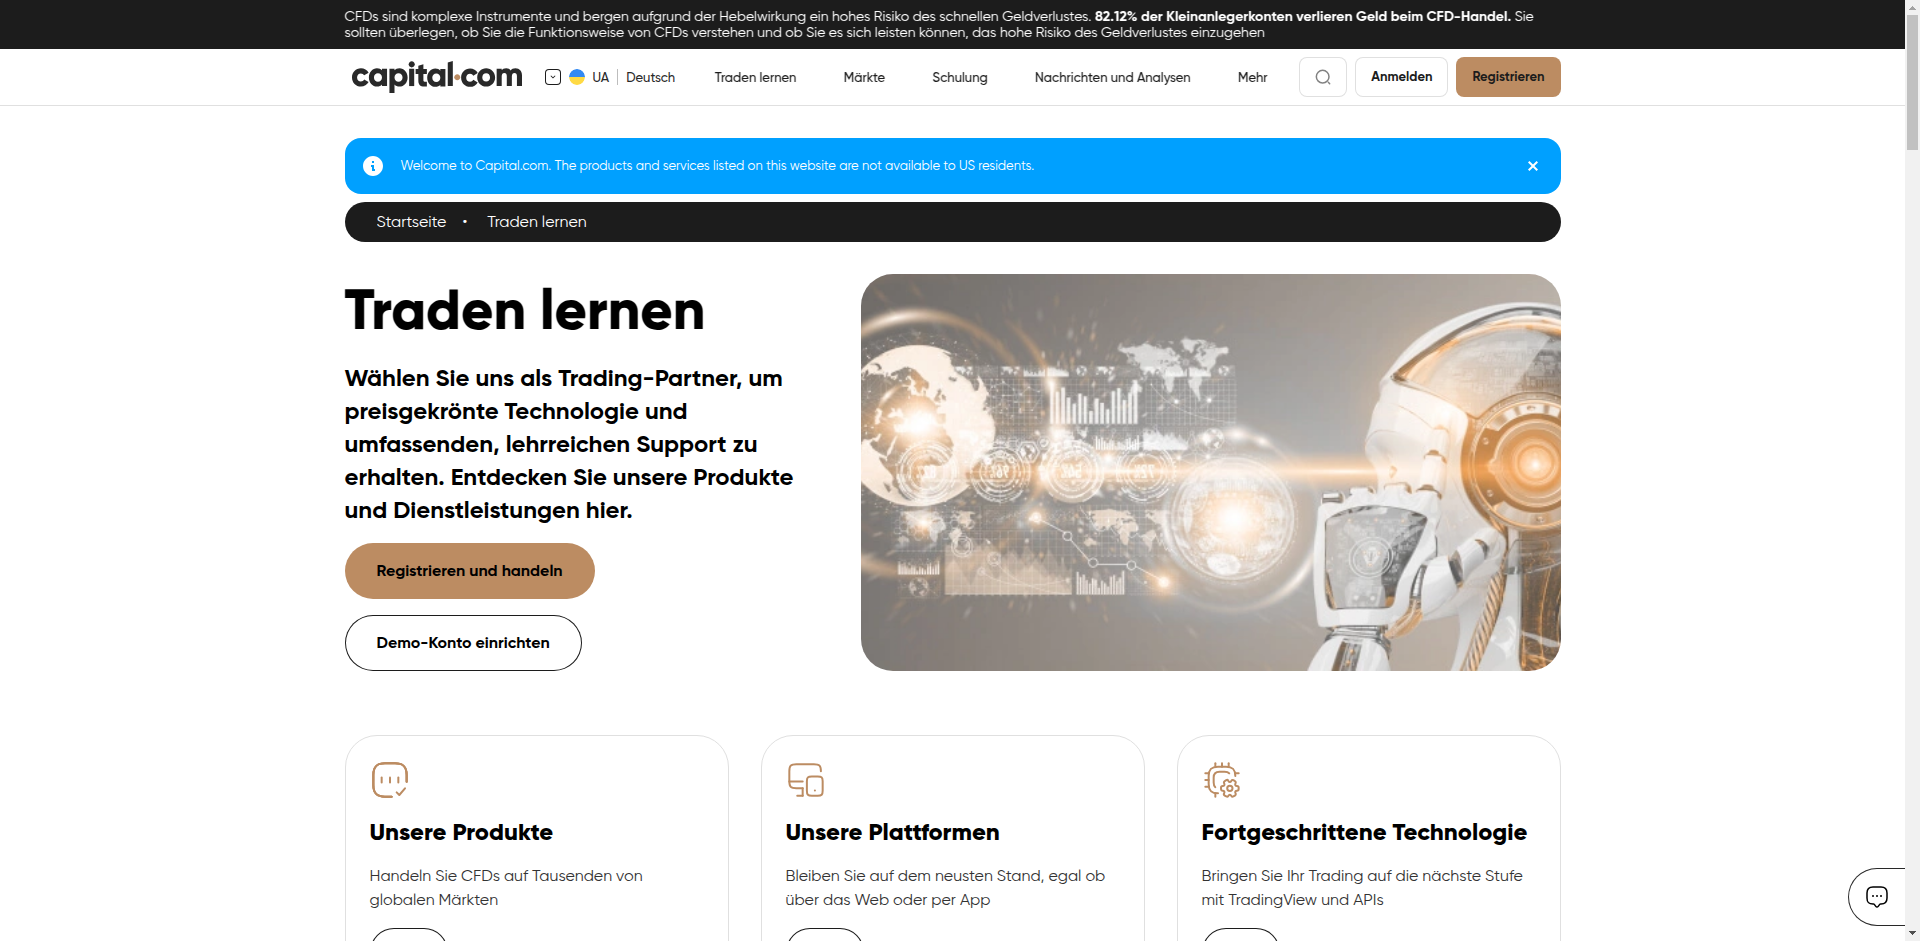 CFDs sind komplexe Instrumente und bergen aufgrund der Hebelwirkung ein hohes Risiko des schnellen Geldverlustes. 82.12% der Kleinanlegerkonten verlieren Geld beim CFD-Handel. Sie
sollten überlegen, ob Sie die Funktionsweise von CFDs verstehen und ob Sie es sich leisten können, das hohe Risiko des Geldverlustes einzugehen
capital.com UA Deutsch Traden lernen Märkte Schulung Nachrichten und Analysen Mehr Anmelden Registrieren
Welcome to Capital.com. The products and services listed on this website are not available to US residents.
Startseite • Traden lernen
Traden lernen
Wählen Sie uns als Trading-Partner, um
preisgekrönte Technologie und
umfassenden, lehrreichen Support zu
erhalten. Entdecken Sie unsere Produkte
und Dienstleistungen hier.
Registrieren und handeln
Demo-Konto einrichten
Unsere Produkte
Handeln Sie CFDs auf Tausenden von
globalen Märkten
Unsere Plattformen
Bleiben Sie auf dem neusten Stand, egal ob
über das Web oder per App
Fortgeschrittene Technologie
Bringen Sie Ihr Trading auf die nächste Stufe
mit TradingView und APIs